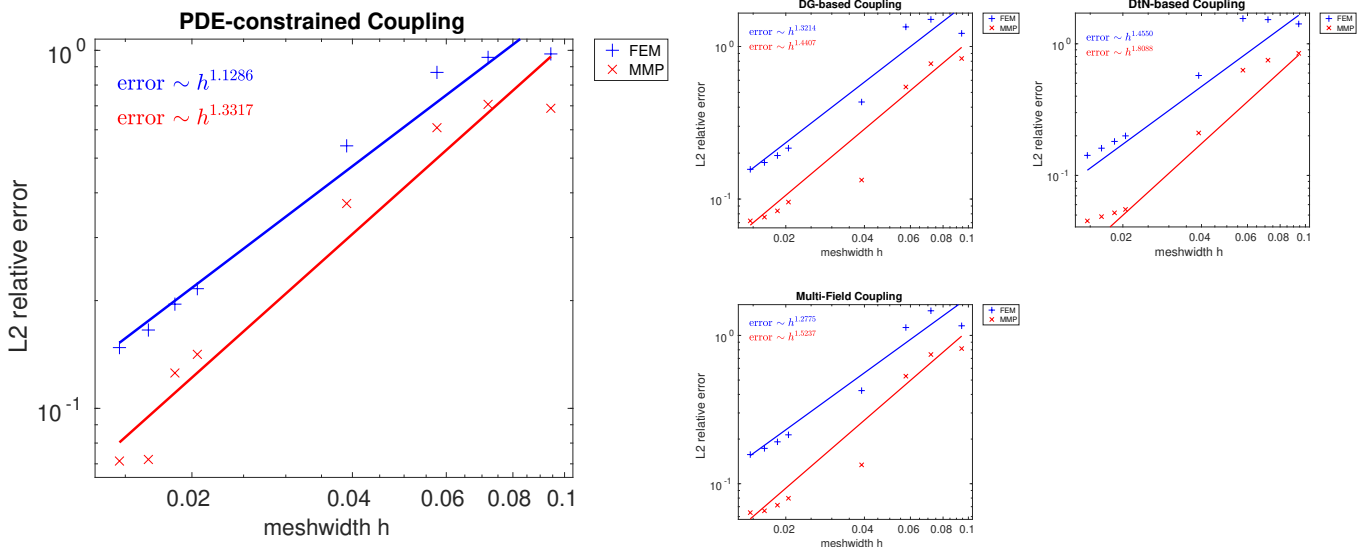 PDE-constrained Coupling
FEM
MMP
error ~ h^1.1286
error ~ h^1.3317
L2 relative error
10^0
10^-1
0.02
0.04
0.06
0.08
0.1
meshwidth h
DG-based Coupling
FEM
MMP
error ~ h^1.3214
error ~ h^1.4407
L2 relative error
10^0
10^-1
0.02
0.04
0.06
0.08
0.1
meshwidth h
DtN-based Coupling
FEM
MMP
error ~ h^1.4550
error ~ h^1.8088
L2 relative error
10^0
10^-1
0.02
0.04
0.06
0.08
0.1
meshwidth h
Multi-Field Coupling
FEM
MMP
error ~ h^1.2775
error ~ h^1.5237
L2 relative error
10^0
10^-1
0.02
0.04
0.06
0.08
0.1
meshwidth h